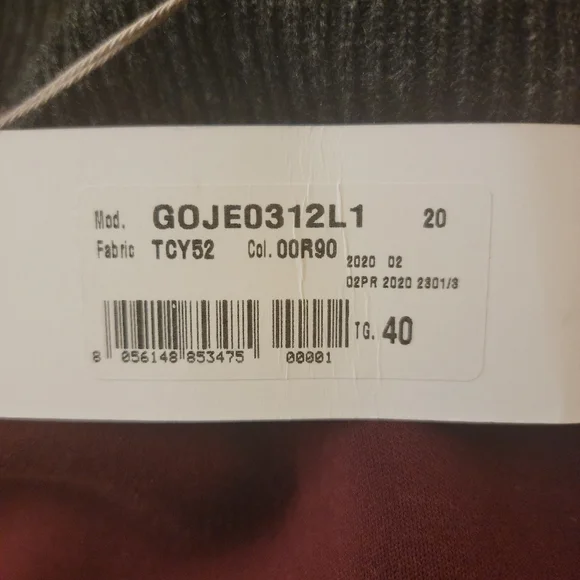 Mod. GOJE0312L1 20
Fabric TCY52 Col. 00R90
2020 02
02PR 2020 2301/3
TG. 40
8 056148 853475 00001